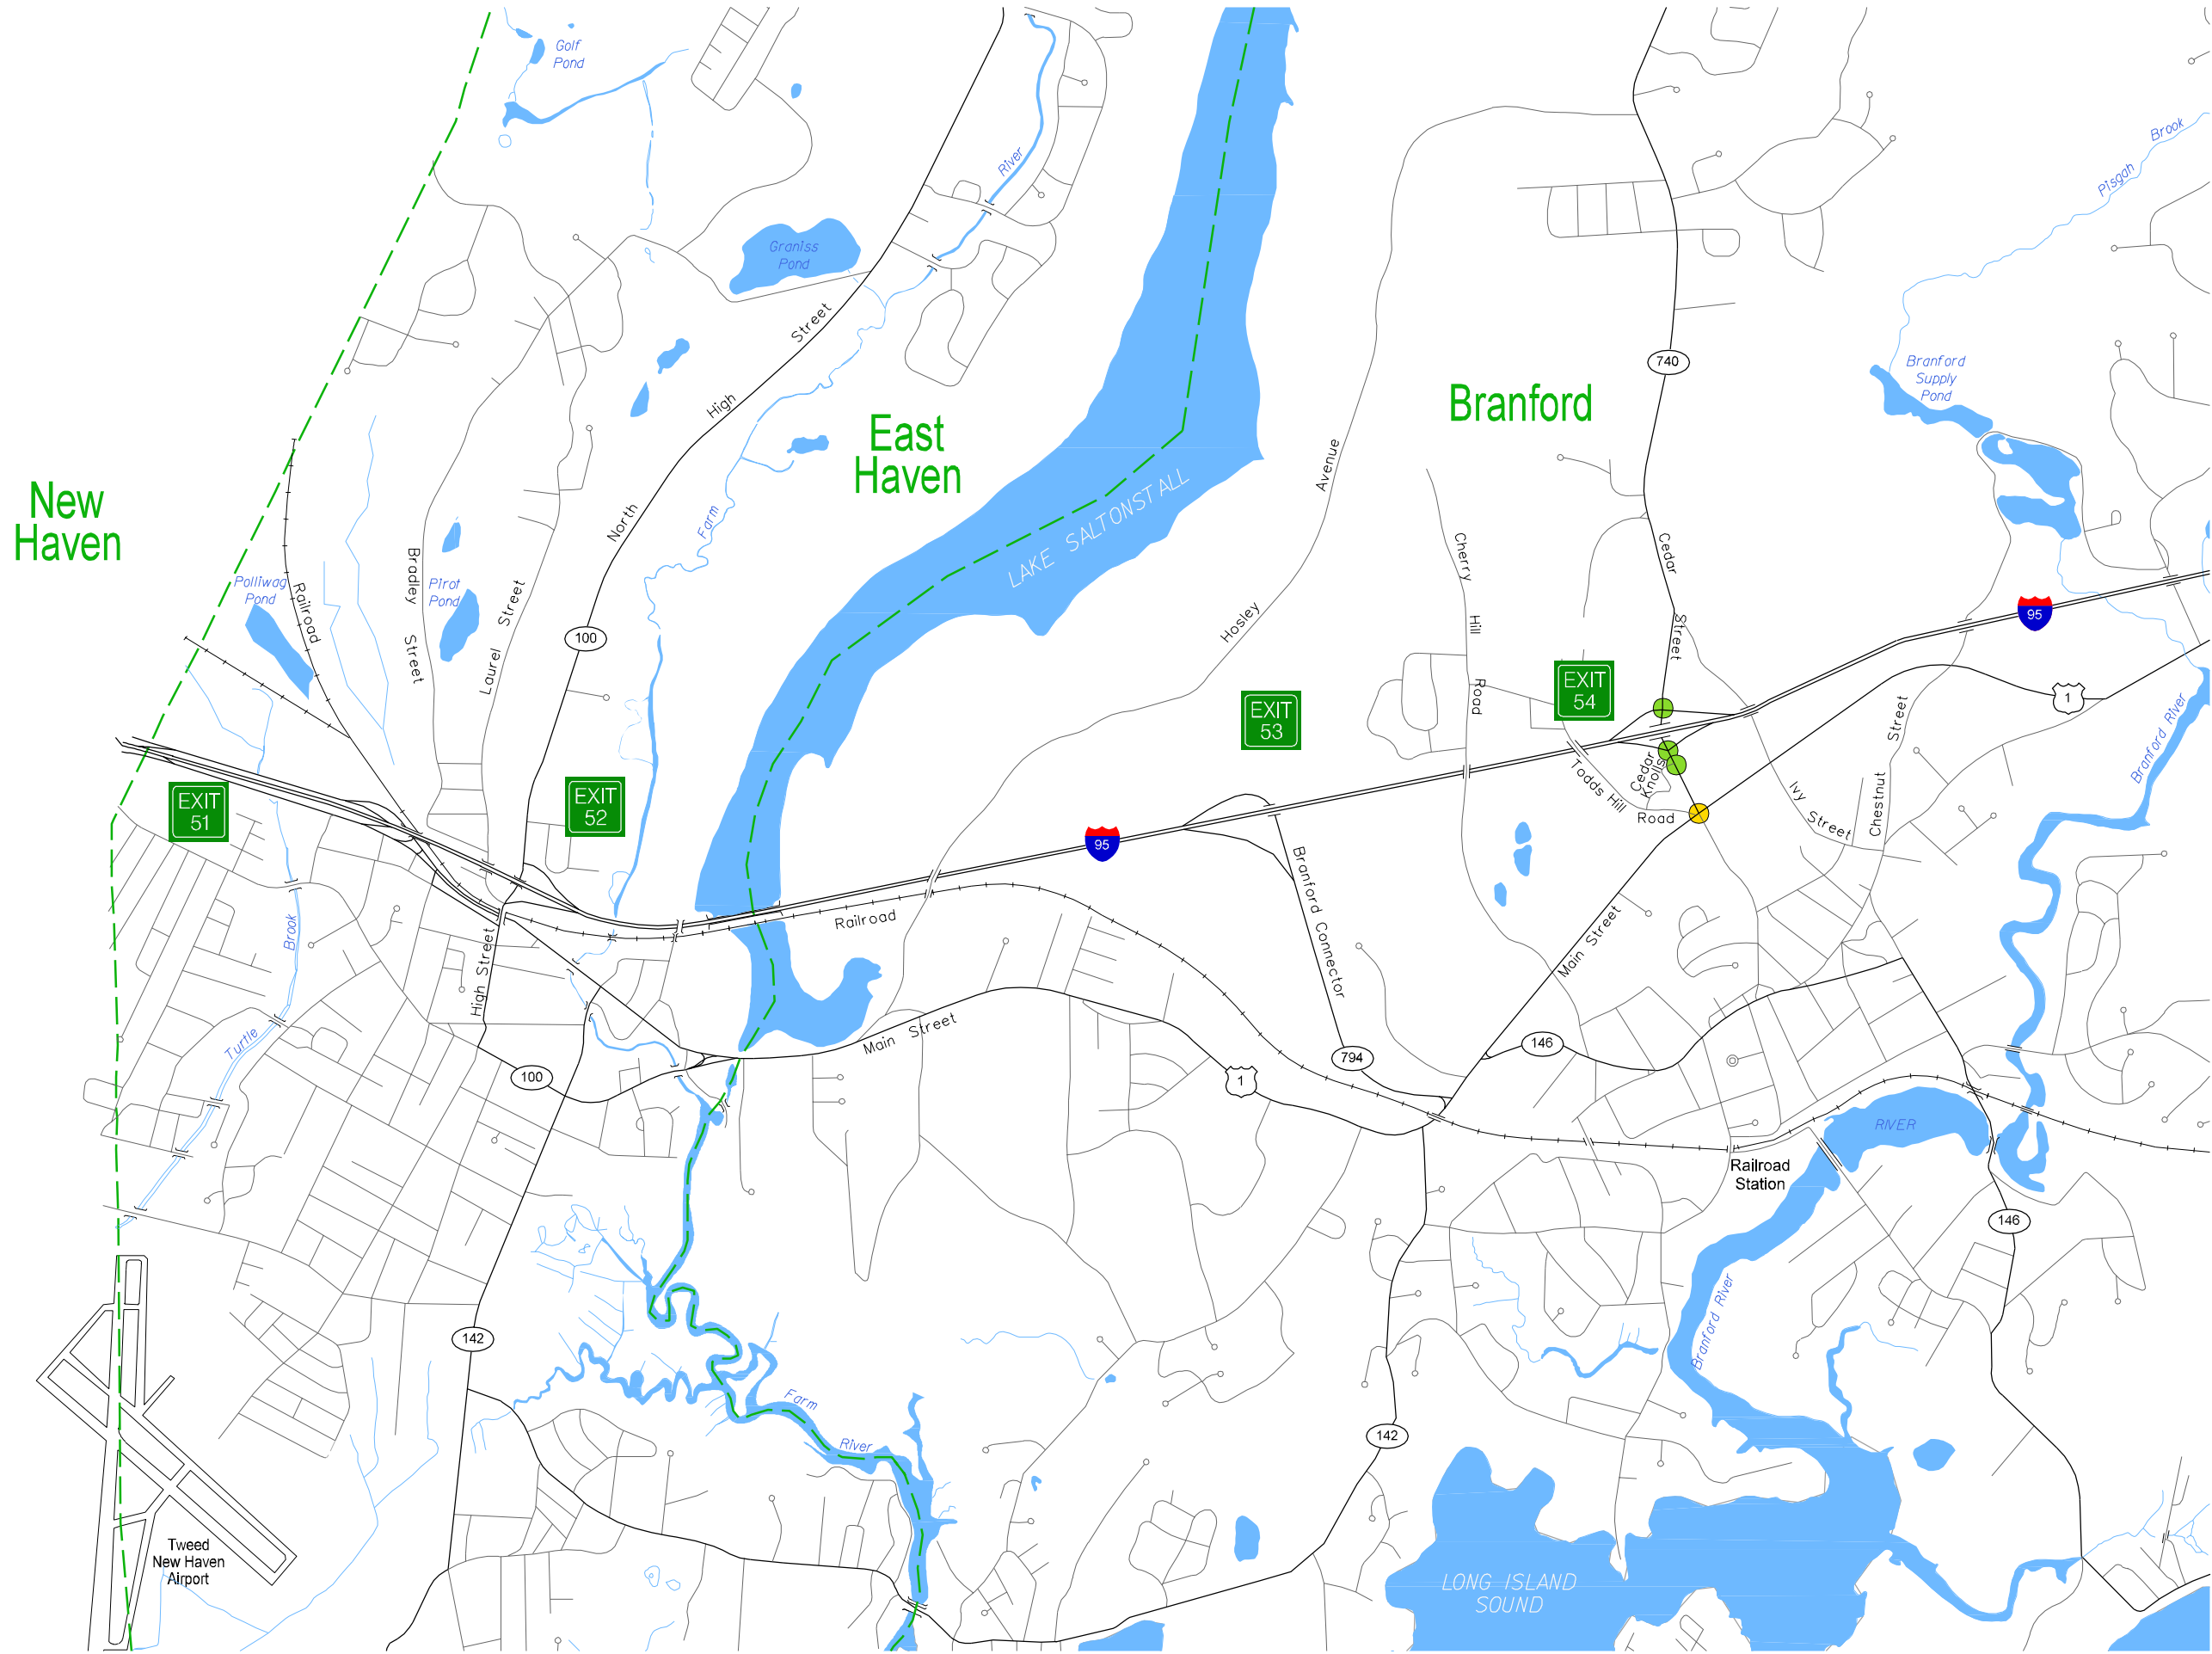 Golf
Pond
River
Brook
Pisgah
Graniss
Pond
Street
High
North
740
Branford
Supply
Pond
Branford
East
Haven
New
Haven
Avenue
Hosley
LAKE SALTONSTALL
Farm
Polliwag
Pond
Railroad
Bradley
Street
Pirot
Pond
Laurel Street
100
Cherry
Hill
Road
Cedar
Street
95
1
EXIT
54
EXIT
53
EXIT
52
EXIT
51
Branford River
Street
Chestnut
Ivy
Street
Cedar
Knolls
Todds Hill
Road
95
Branford Connector
Railroad
Main Street
Brook
High Street
Turtle
Main Street
146
794
1
100
RIVER
Railroad
Station
146
Branford River
142
Farm
River
142
Tweed
New Haven
Airport
LONG ISLAND
SOUND